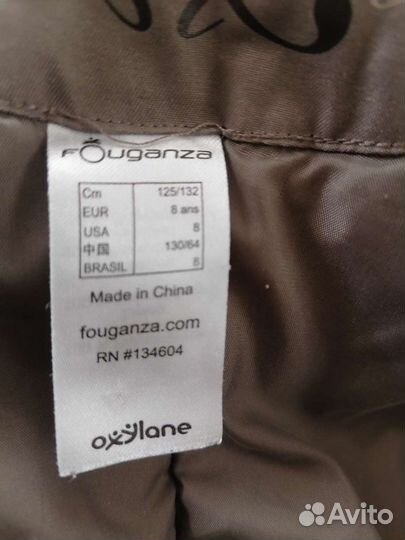 fouganza
Cm 125/132
EUR 8 ans
USA 8
中国 130/64
BRASIL 8
Made in China
fouganza.com
RN #134604
oxylane
Avito